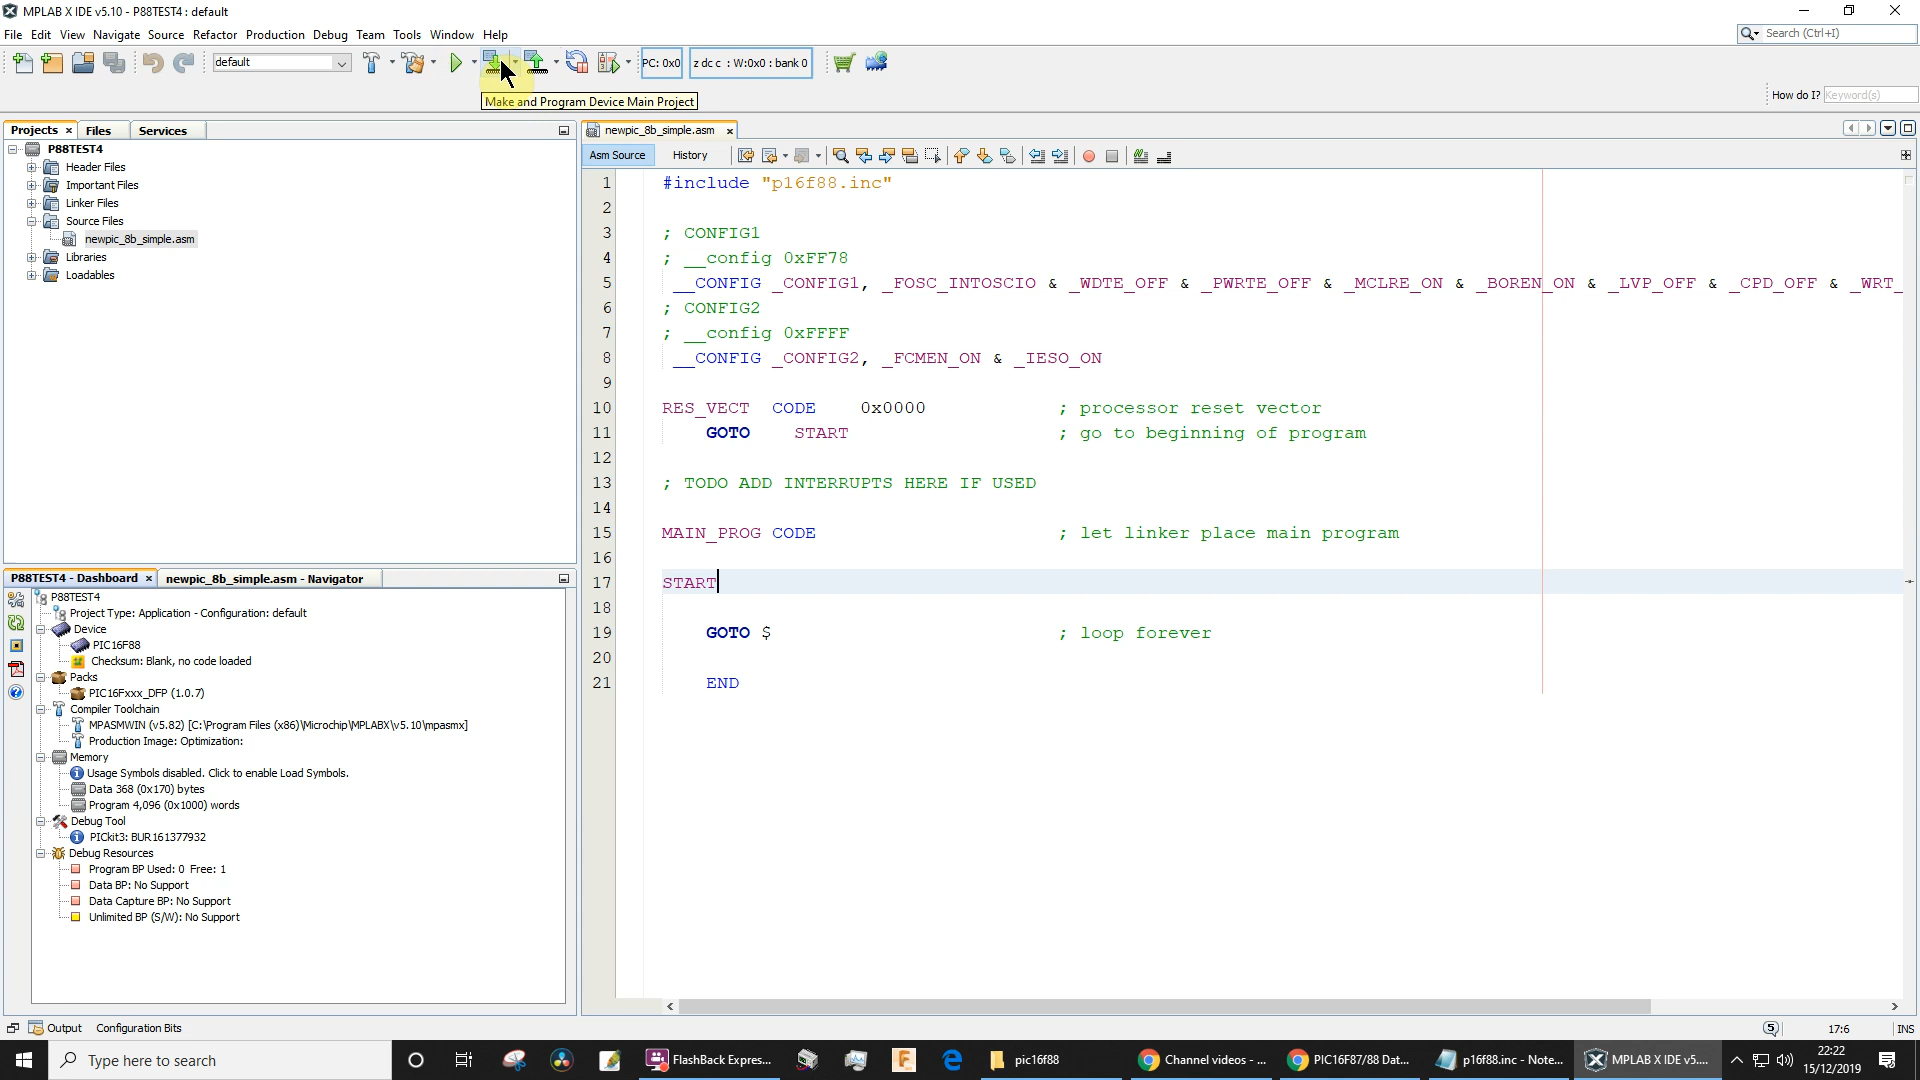 MPLAB X IDE v5.10 - P88TEST4 : default
File Edit View Navigate Source Refactor Production Debug Team Tools Window Help
Search (Ctrl+I)
default
PC: 0x0
z dc c : W:0x0 : bank 0
Make and Program Device Main Project
How do I? Keyword(s)
Projects Files Services
P88TEST4
Header Files
Important Files
Linker Files
Source Files
newpic_8b_simple.asm
Libraries
Loadables
P88TEST4 - Dashboard newpic_8b_simple.asm - Navigator
P88TEST4
Project Type: Application - Configuration: default
Device
PIC16F88
Checksum: Blank, no code loaded
Packs
PIC16Fxxx_DFP (1.0.7)
Compiler Toolchain
MPASMWIN (v5.82) [C:\Program Files (x86)\Microchip\MPLABX\v5.10\mpasmx]
Production Image: Optimization:
Memory
Usage Symbols disabled. Click to enable Load Symbols.
Data 368 (0x170) bytes
Program 4,096 (0x1000) words
Debug Tool
PICkit3: BUR161377932
Debug Resources
Program BP Used: 0 Free: 1
Data BP: No Support
Data Capture BP: No Support
Unlimited BP (S/W): No Support
newpic_8b_simple.asm
Asm Source History
1 #include "p16f88.inc"
2
3 ; CONFIG1
4 ; __config 0xFF78
5 __CONFIG _CONFIG1, _FOSC_INTOSCIO & _WDTE_OFF & _PWRTE_OFF & _MCLRE_ON & _BOREN_ON & _LVP_OFF & _CPD_OFF & _WRT_
6 ; CONFIG2
7 ; __config 0xFFFF
8 __CONFIG _CONFIG2, _FCMEN_ON & _IESO_ON
9
10 RES_VECT CODE 0x0000 ; processor reset vector
11 GOTO START ; go to beginning of program
12
13 ; TODO ADD INTERRUPTS HERE IF USED
14
15 MAIN_PROG CODE ; let linker place main program
16
17 START
18
19 GOTO $ ; loop forever
20
21 END
Output Configuration Bits
5 17:6 INS
Type here to search
FlashBack Expres...
pic16f88
Channel videos - ...
PIC16F87/88 Dat...
p16f88.inc - Note...
MPLAB X IDE v5....
22:22
15/12/2019